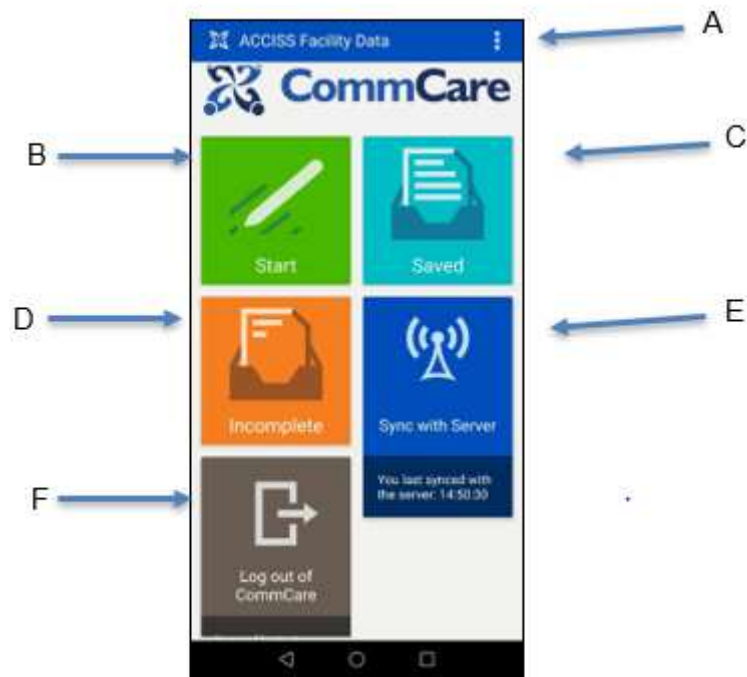 ACCISS Facility Data
A
CommCare
B
C
Start
Saved
D
E
Incomplete
Sync with Server
You last synced with
the server: 14:50:30
F
Log out of
CommCare